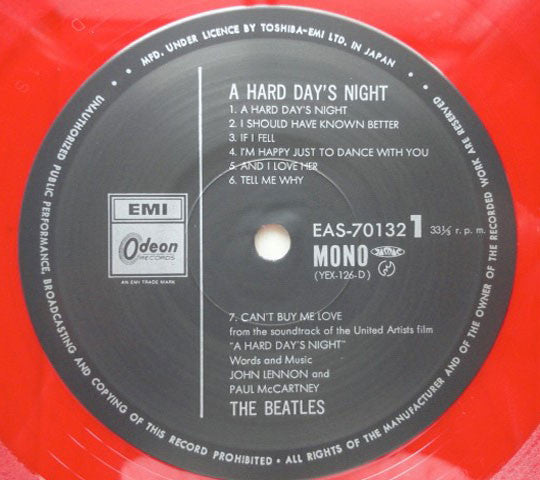 • MFD. UNDER LICENCE BY TOSHIBA-EMI LTD. IN JAPAN •
UNAUTHORIZED PUBLIC PERFORMANCE, BROADCASTING AND COPYING OF THIS RECORD PROHIBITED • ALL RIGHTS OF THE MANUFACTURER AND OF THE OWNER OF THE RECORDED WORK ARE RESERVED
A HARD DAY'S NIGHT
1. A HARD DAY'S NIGHT
2. I SHOULD HAVE KNOWN BETTER
3. IF I FELL
4. I'M HAPPY JUST TO DANCE WITH YOU
5. AND I LOVE HER
6. TELL ME WHY
EMI
Odeon
RECORDS
AN EMI TRADE MARK
EAS-70132 1 33⅓ r. p. m.
MONO
(YEX-126-D)
7. CAN'T BUY ME LOVE
from the soundtrack of the United Artists film
"A HARD DAY'S NIGHT"
Words and Music
JOHN LENNON and
PAUL McCARTNEY
THE BEATLES